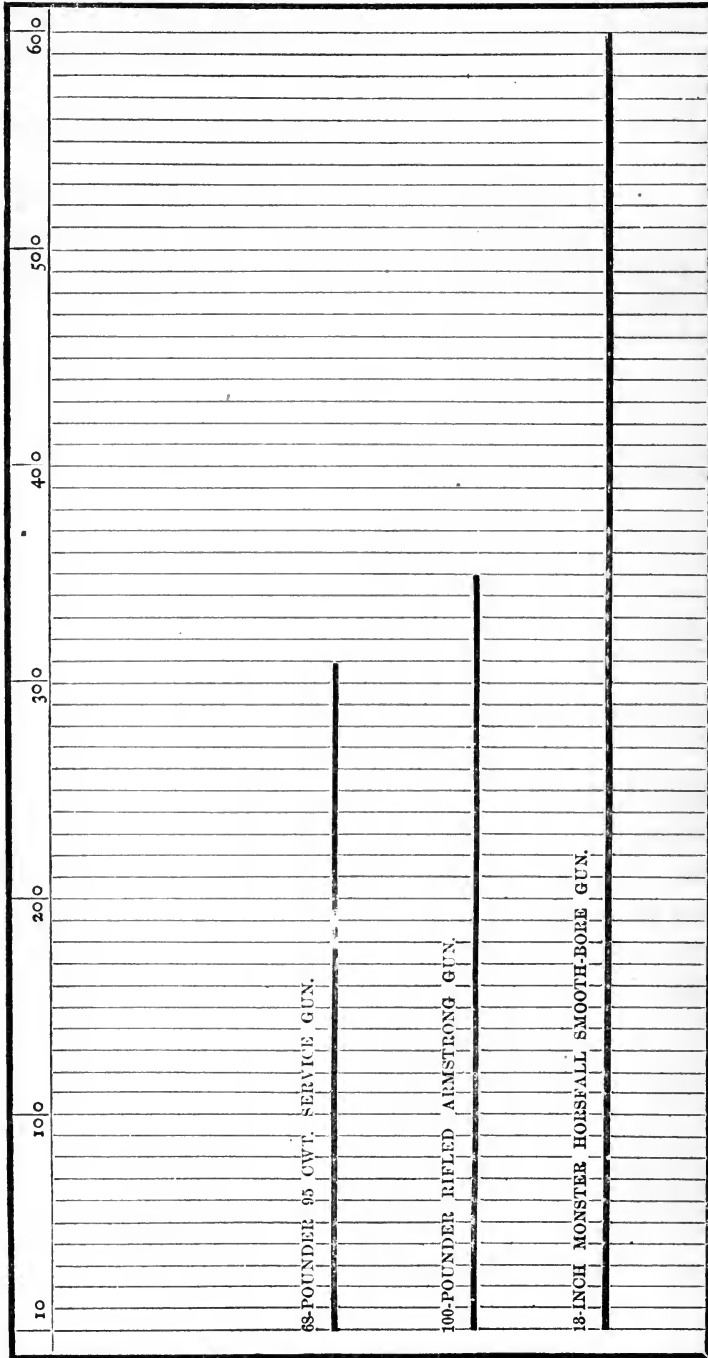 10
100
200
300
400
500
600
68-POUNDER 95 CWT. SERVICE GUN.
100-POUNDER RIFLED ARMSTRONG GUN.
13-INCH MONSTER HORSFALL SMOOTH-BORE GUN.